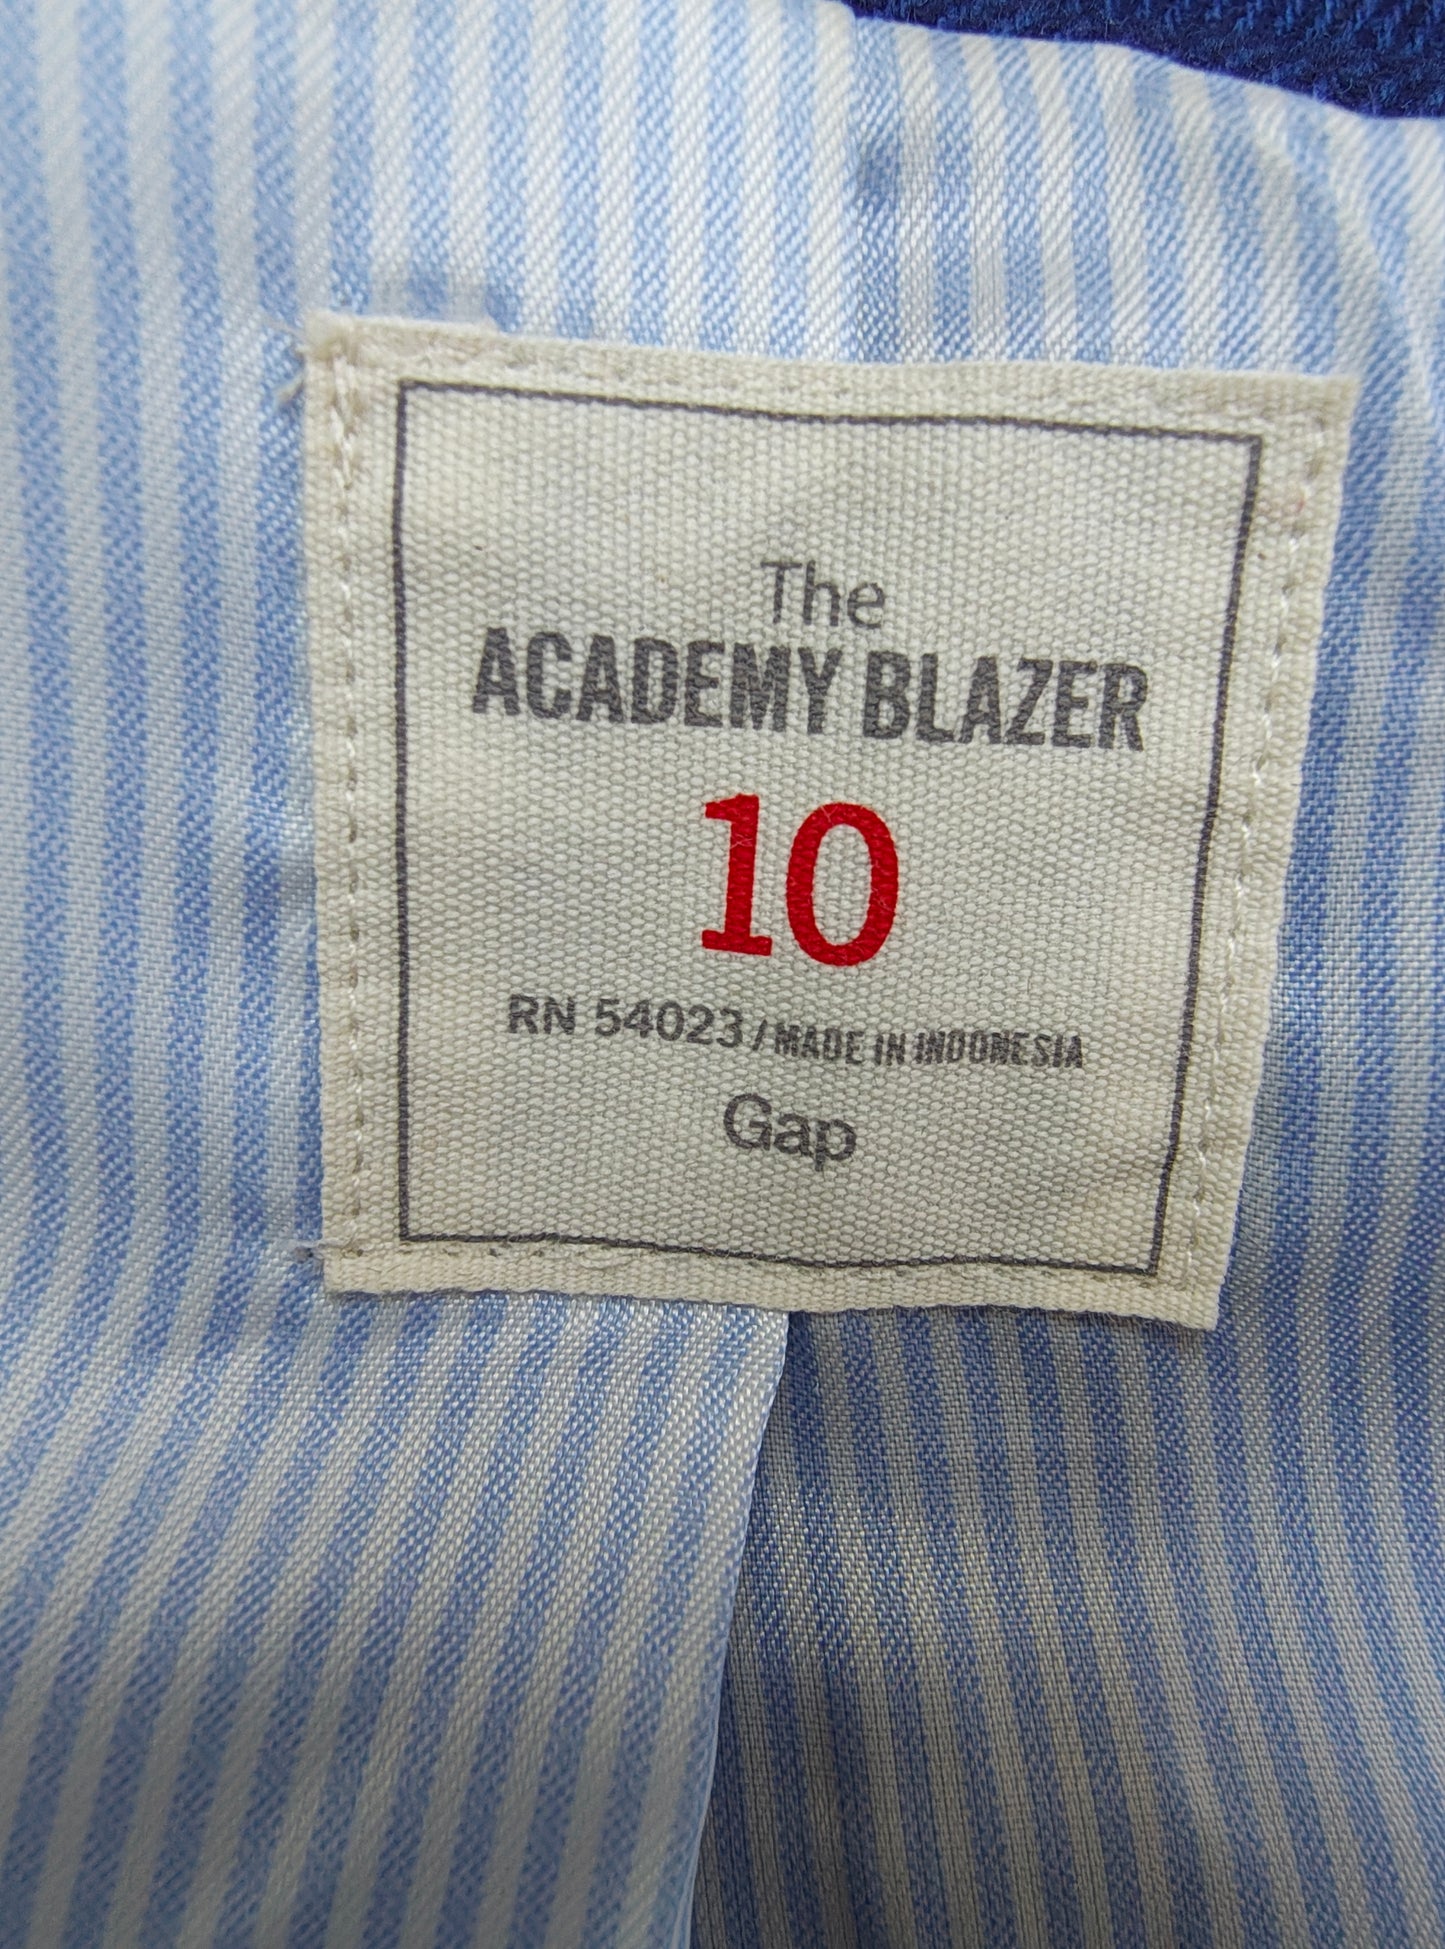 The
ACADEMY BLAZER
10
RN 54023 / MADE IN INDONESIA
Gap